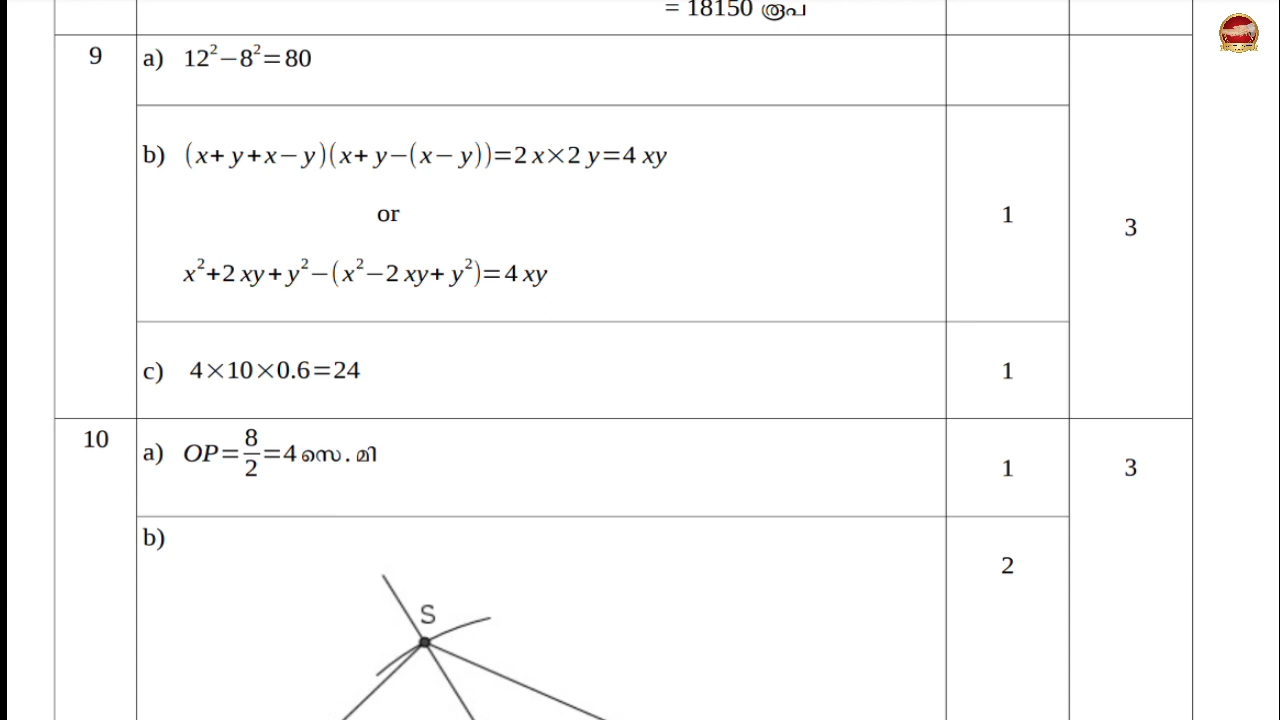 = 18150 രൂപ
9
a) 12²−8²=80
b) (x+y+x−y)(x+y−(x−y))=2x×2y=4xy
or
x²+2xy+y²−(x²−2xy+y²)=4xy
1
3
c) 4×10×0.6=24
1
10
a) OP=8/2=4 സെ.മി
1
3
b)
2
S